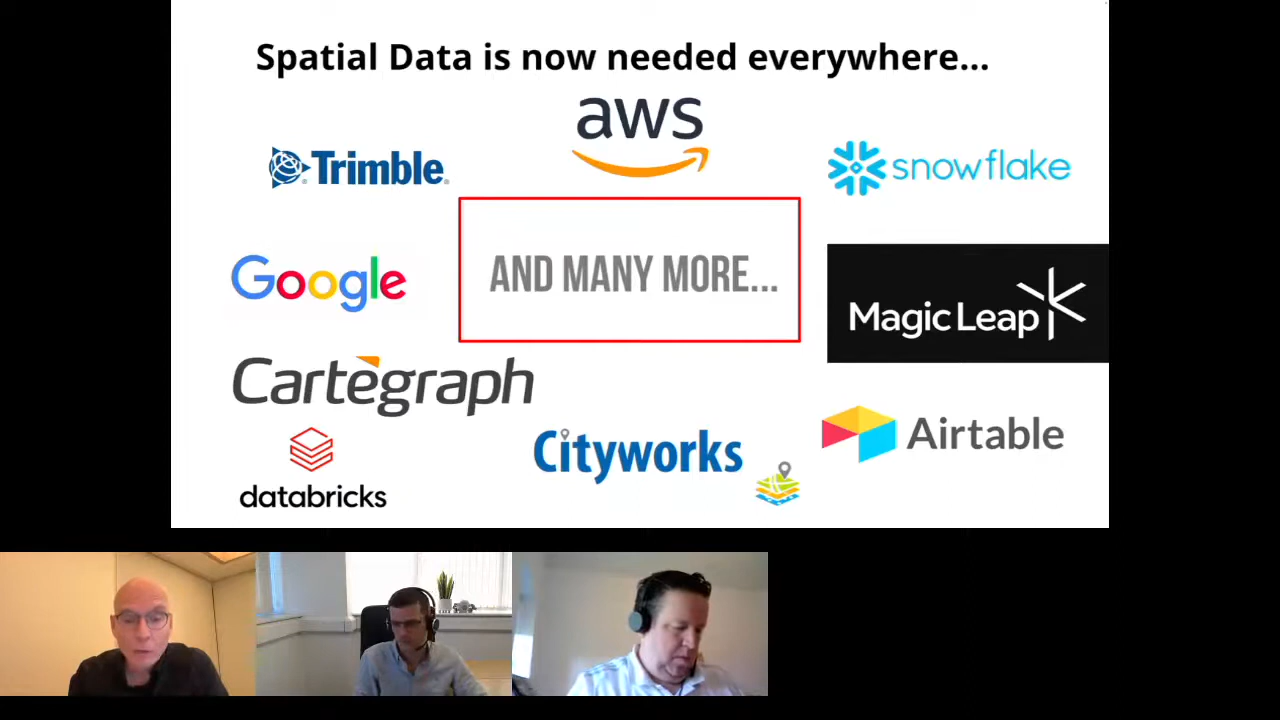 Spatial Data is now needed everywhere...
aws
Trimble
snowflake
Google
AND MANY MORE...
Magic Leap
Cartegraph
Cityworks
Airtable
databricks